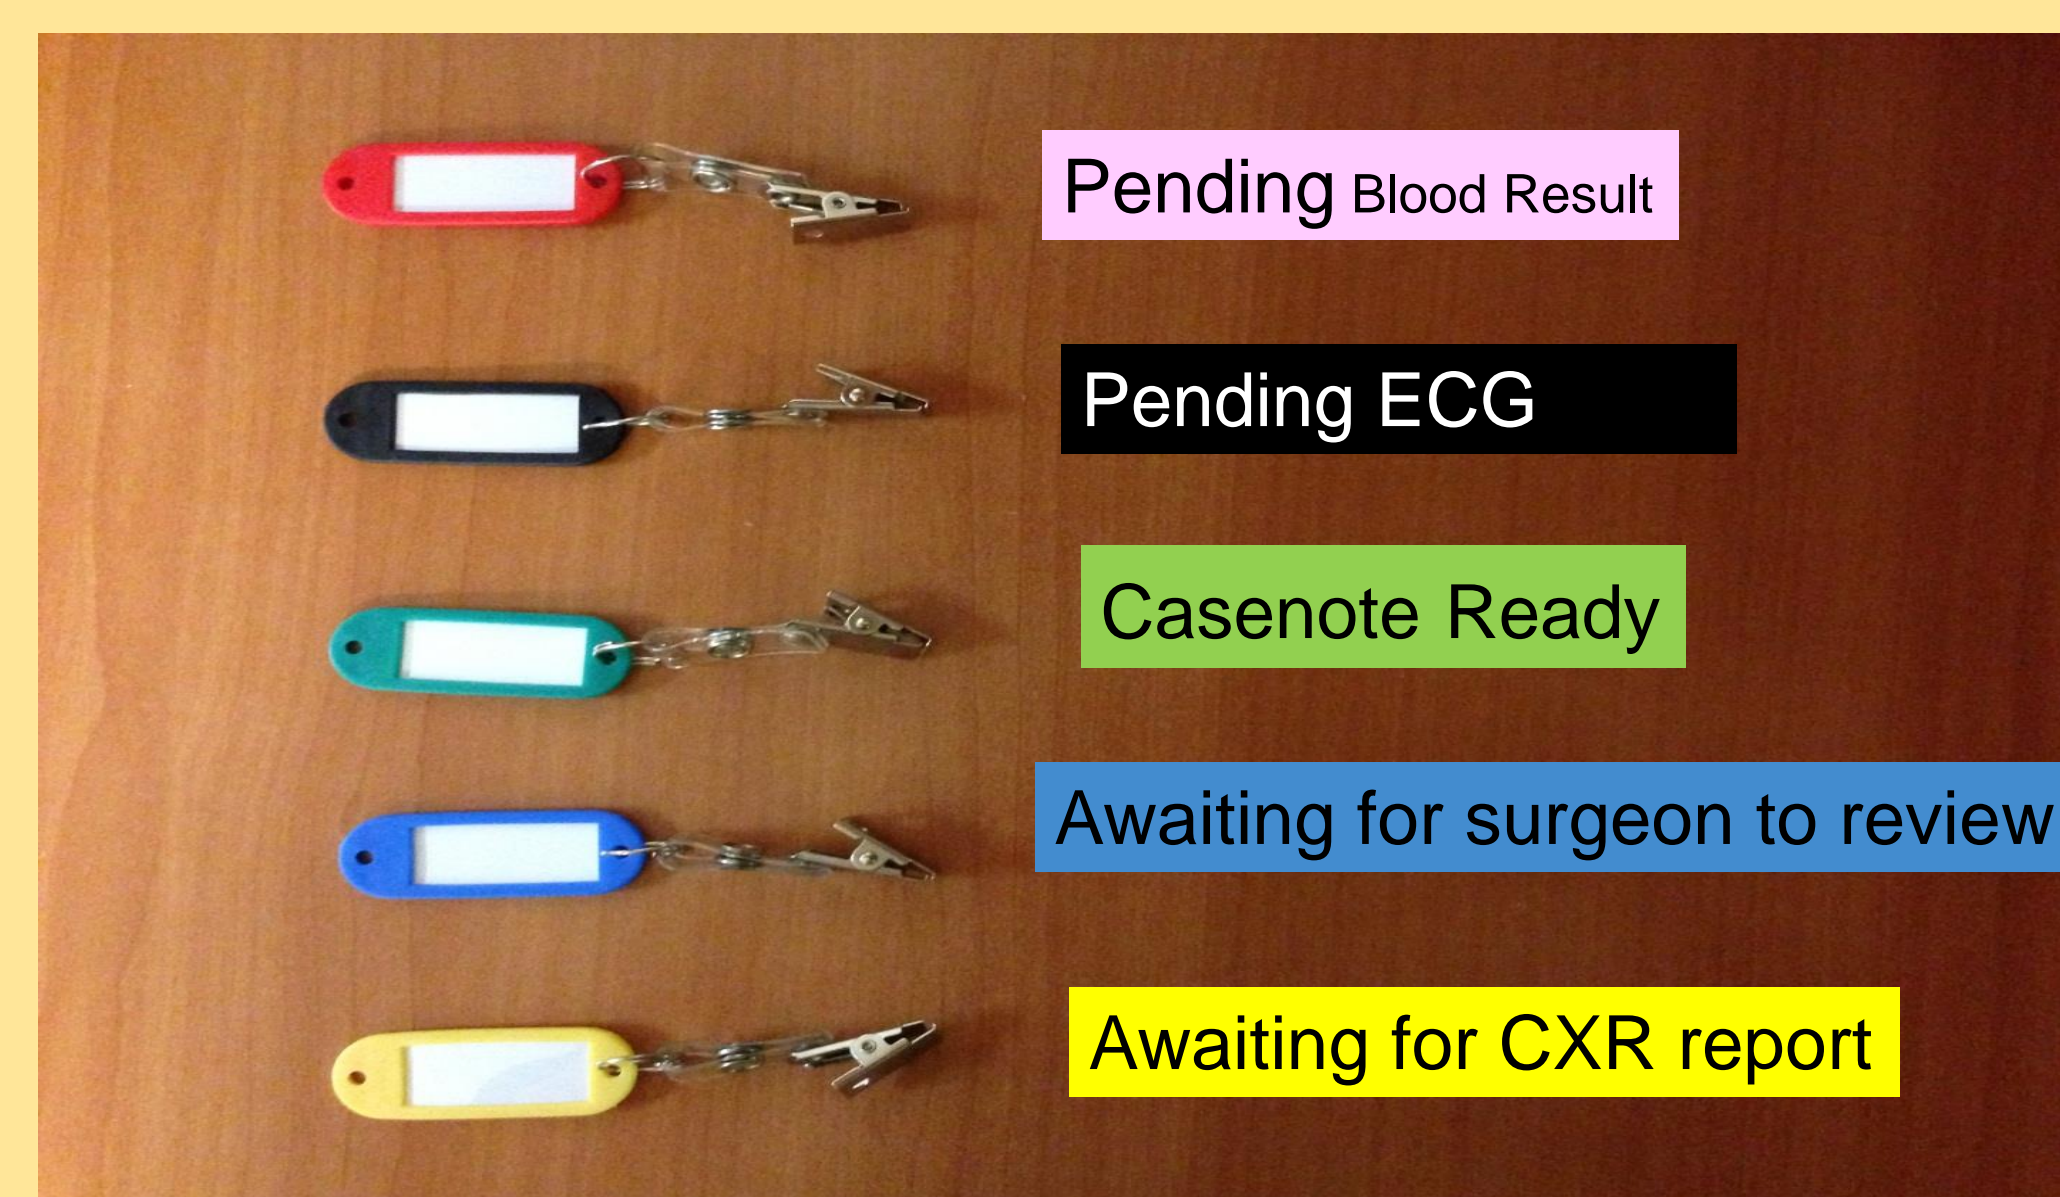 Pending Blood Result
Pending ECG
Casenote Ready
Awaiting for surgeon to review
Awaiting for CXR report